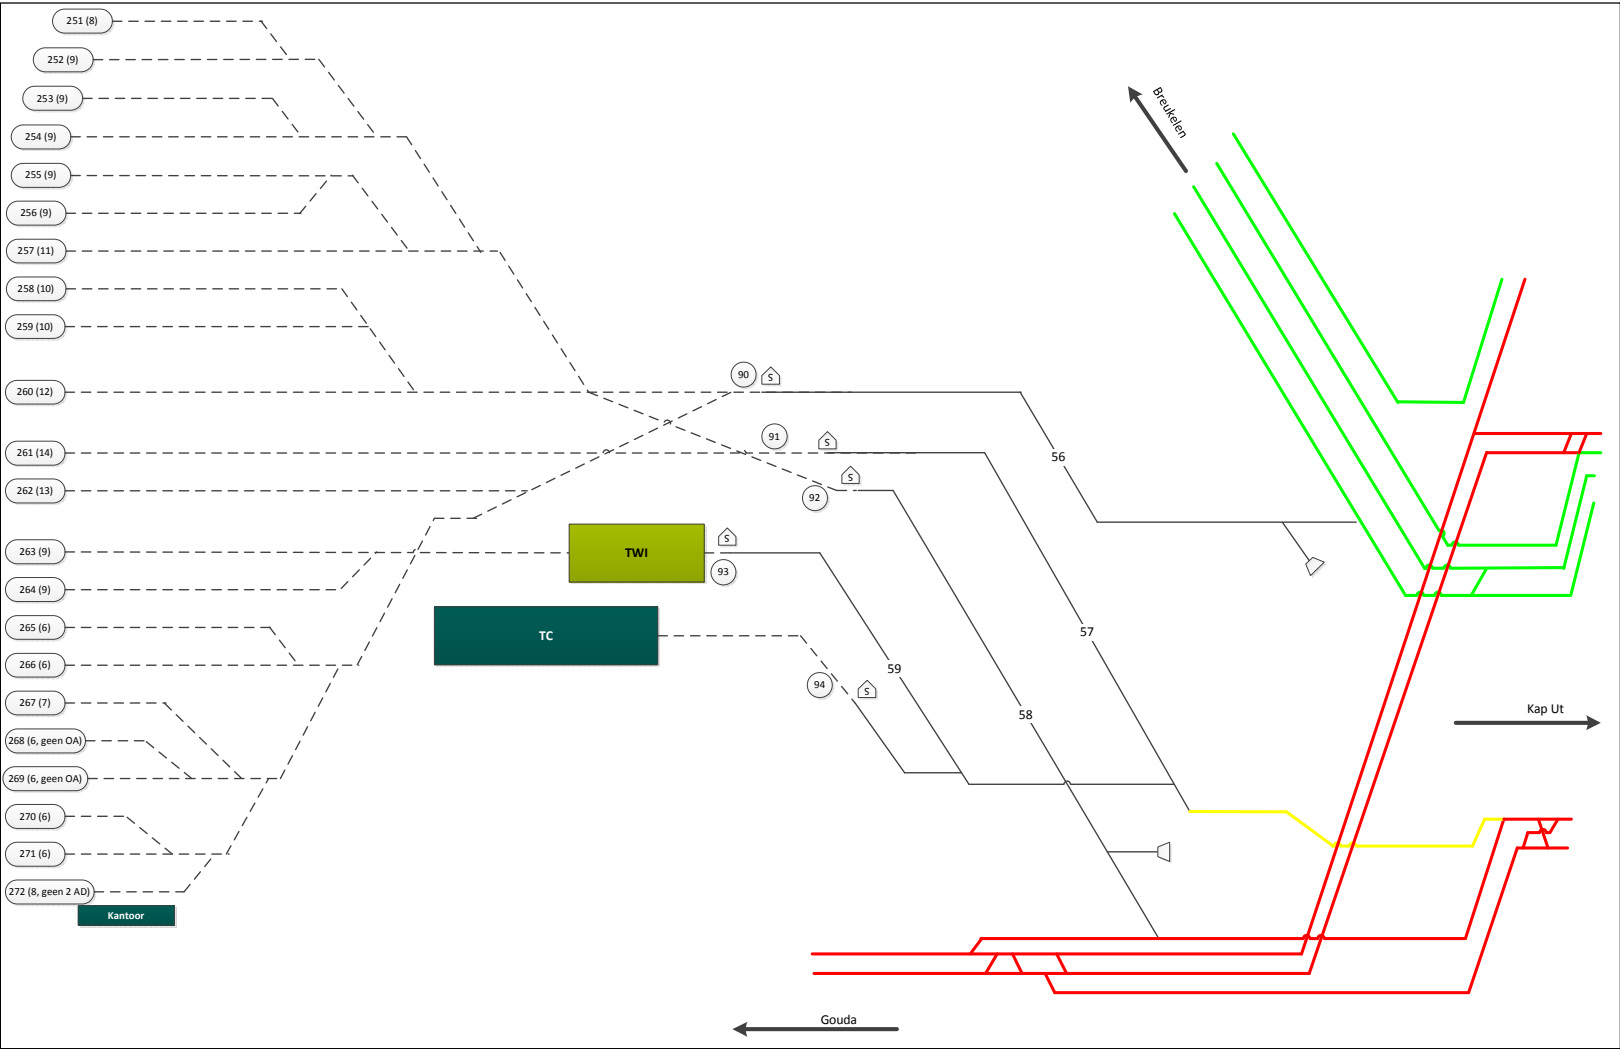 251 (8)
252 (9)
253 (9)
254 (9)
255 (9)
256 (9)
257 (11)
258 (10)
259 (10)
260 (12)
261 (14)
262 (13)
263 (9)
264 (9)
265 (6)
266 (6)
267 (7)
268 (6, geen OA)
269 (6, geen OA)
270 (6)
271 (6)
272 (8, geen 2 AD)
Kantoor
TWI
TC
90
S
91
S
S
92
S
93
94
S
56
57
58
59
Breukelen
Kap Ut
Gouda